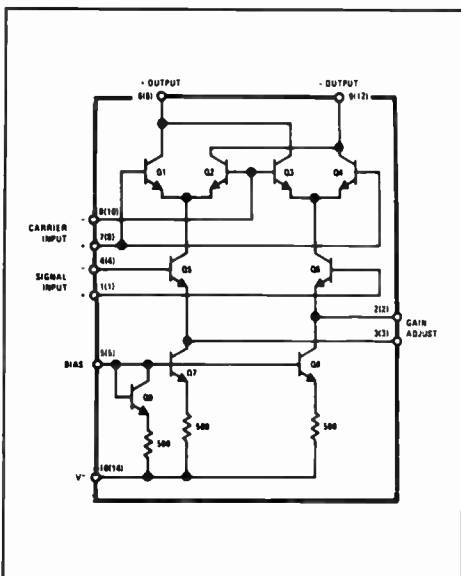 + OUTPUT
- OUTPUT
6(6)
9(12)
Q1
Q2
Q3
Q4
-
8(10)
CARRIER
INPUT
7(8)
+
-
4(4)
SIGNAL
INPUT
1(1)
+
Q5
Q6
2(2)
GAIN
ADJUST
3(3)
BIAS
5(5)
Q7
Q8
500
500
500
V-
10(14)